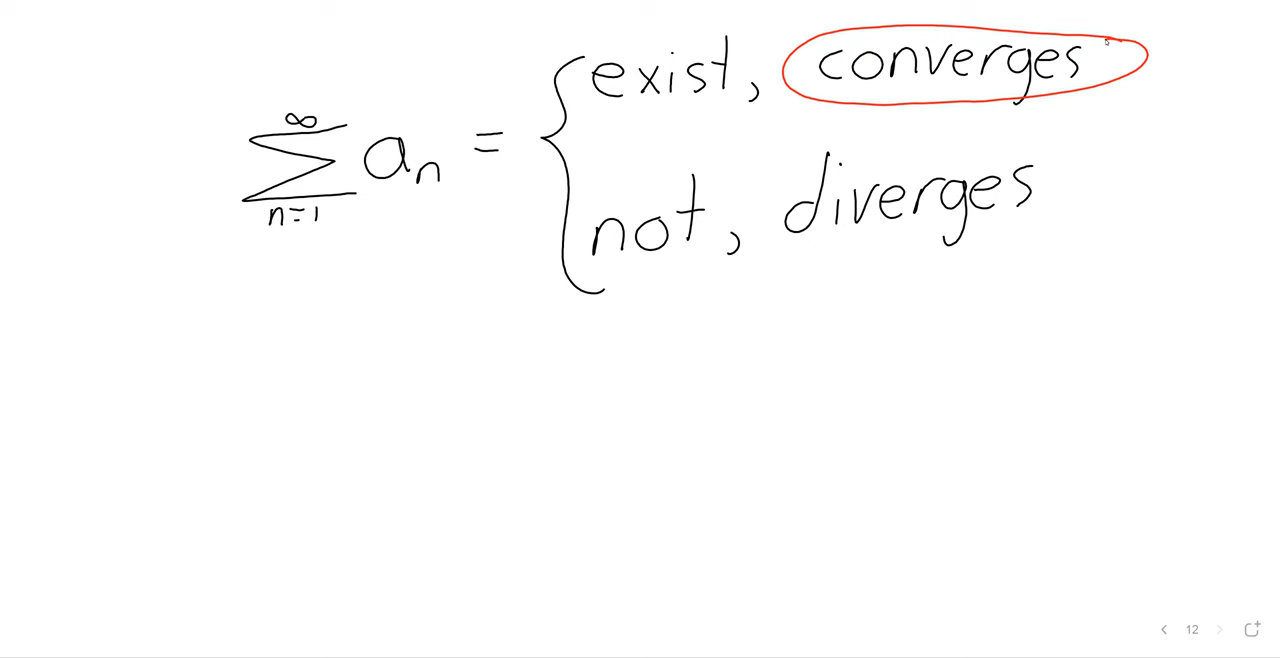 exist, converges
∞
∑ aₙ =
n=1
not, diverges
12